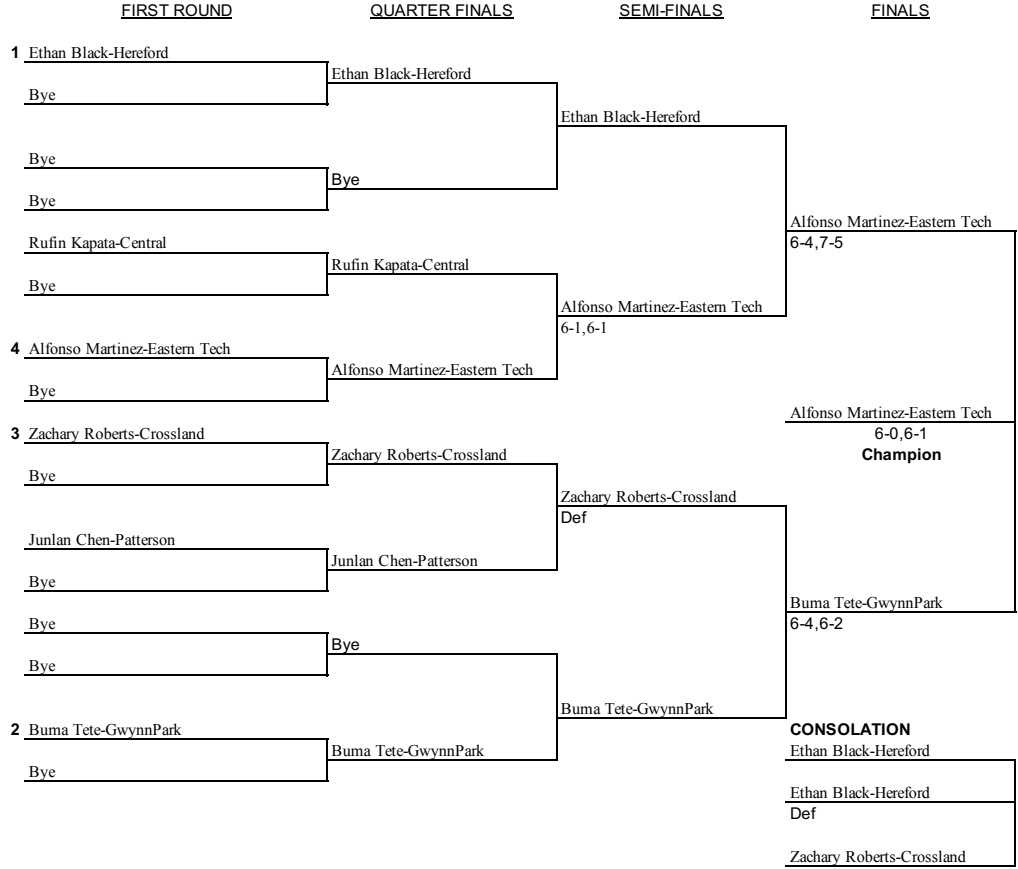 FIRST ROUND QUARTER FINALS SEMI-FINALS FINALS
1 Ethan Black-Hereford
Ethan Black-Hereford
Bye
Ethan Black-Hereford
Bye
Bye
Bye
Alfonso Martinez-Eastern Tech
Rufin Kapata-Central
6-4,7-5
Rufin Kapata-Central
Bye
Alfonso Martinez-Eastern Tech
6-1,6-1
4 Alfonso Martinez-Eastern Tech
Alfonso Martinez-Eastern Tech
Bye
Alfonso Martinez-Eastern Tech
3 Zachary Roberts-Crossland
6-0,6-1
Zachary Roberts-Crossland
Champion
Bye
Zachary Roberts-Crossland
Def
Junlan Chen-Patterson
Junlan Chen-Patterson
Bye
Buma Tete-GwynnPark
Bye
6-4,6-2
Bye
Bye
Buma Tete-GwynnPark
2 Buma Tete-GwynnPark
CONSOLATION
Buma Tete-GwynnPark
Ethan Black-Hereford
Bye
Ethan Black-Hereford
Def
Zachary Roberts-Crossland